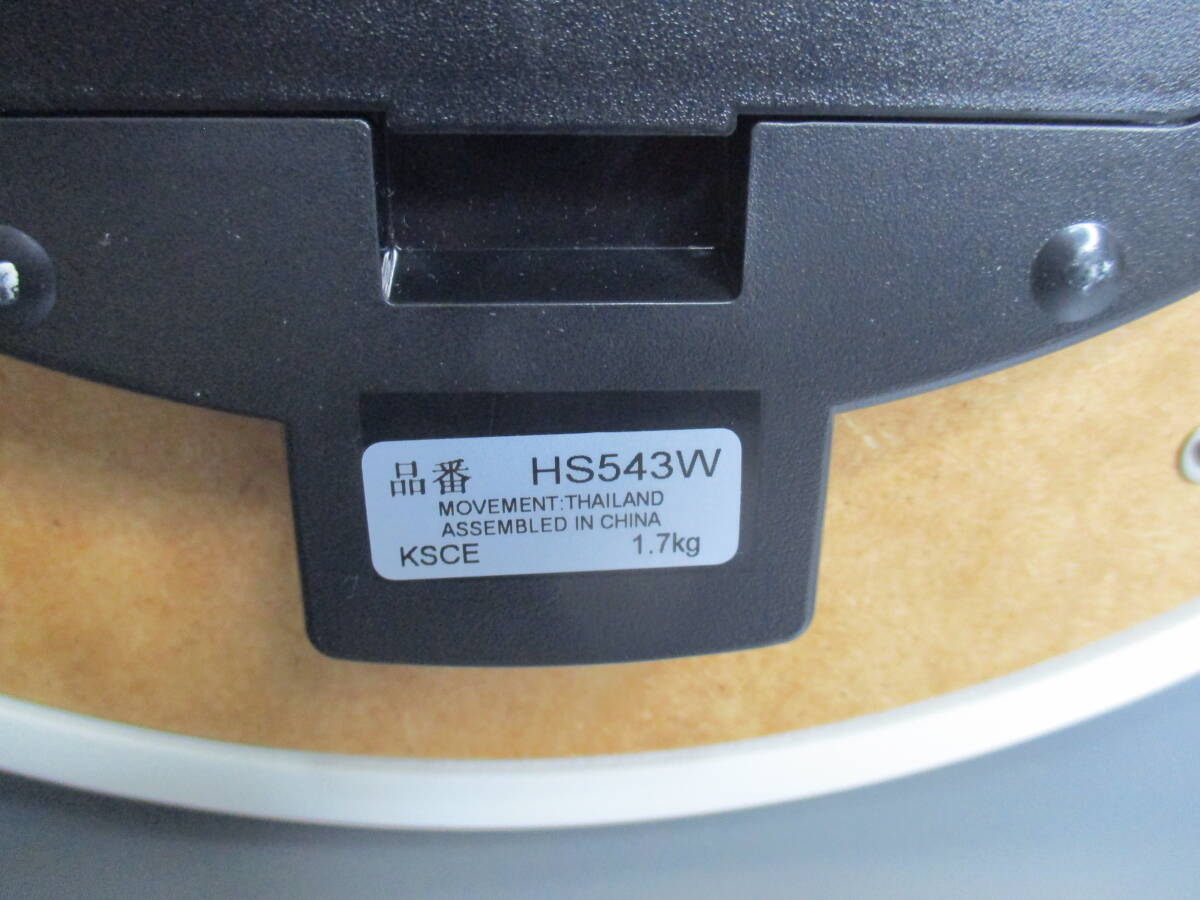 品番 HS543W
MOVEMENT:THAILAND
ASSEMBLED IN CHINA
KSCE 1.7kg